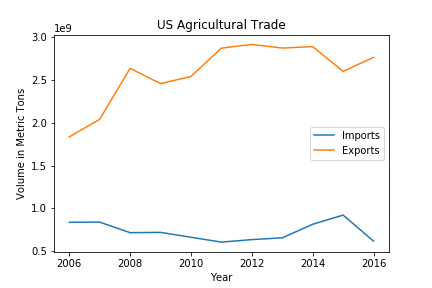 US Agricultural Trade
1e9
3.0
2.5
2.0
1.5
1.0
0.5
Volume in Metric Tons
Imports
Exports
2006 2008 2010 2012 2014 2016
Year